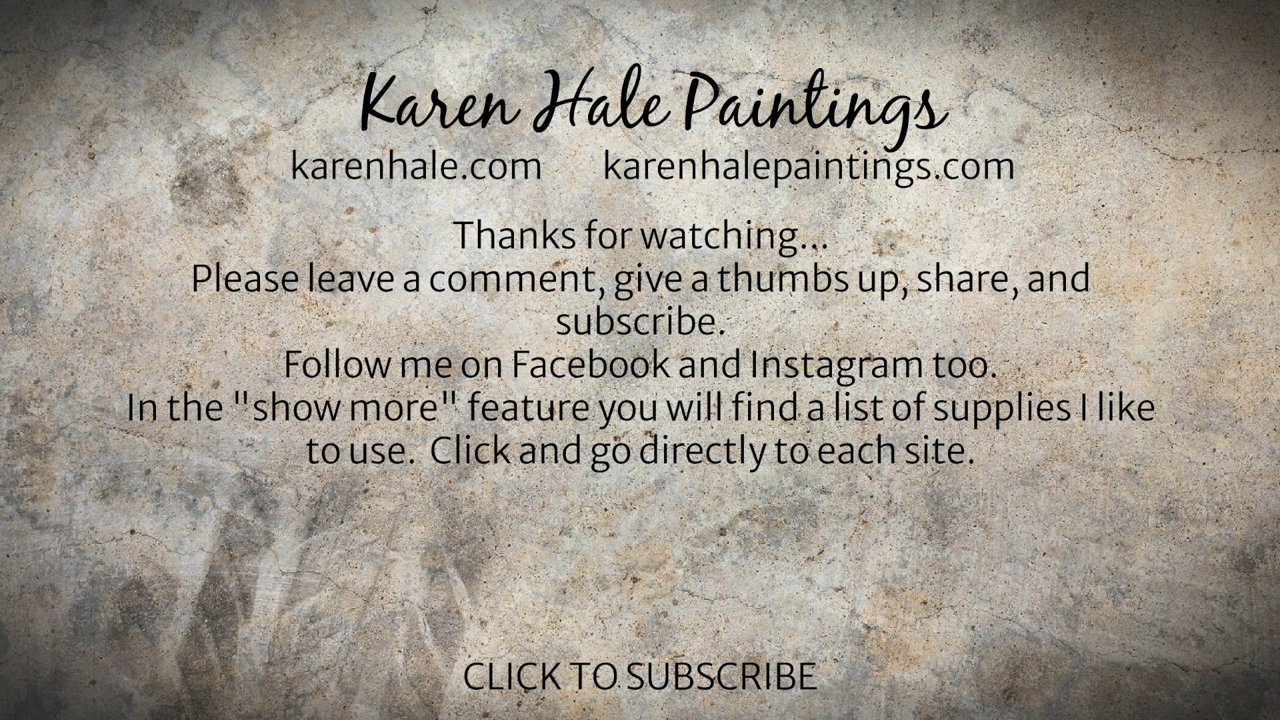 Karen Hale Paintings
karenhale.com karenhalepaintings.com
Thanks for watching...
Please leave a comment, give a thumbs up, share, and
subscribe.
Follow me on Facebook and Instagram too.
In the "show more" feature you will find a list of supplies I like
to use. Click and go directly to each site.
CLICK TO SUBSCRIBE